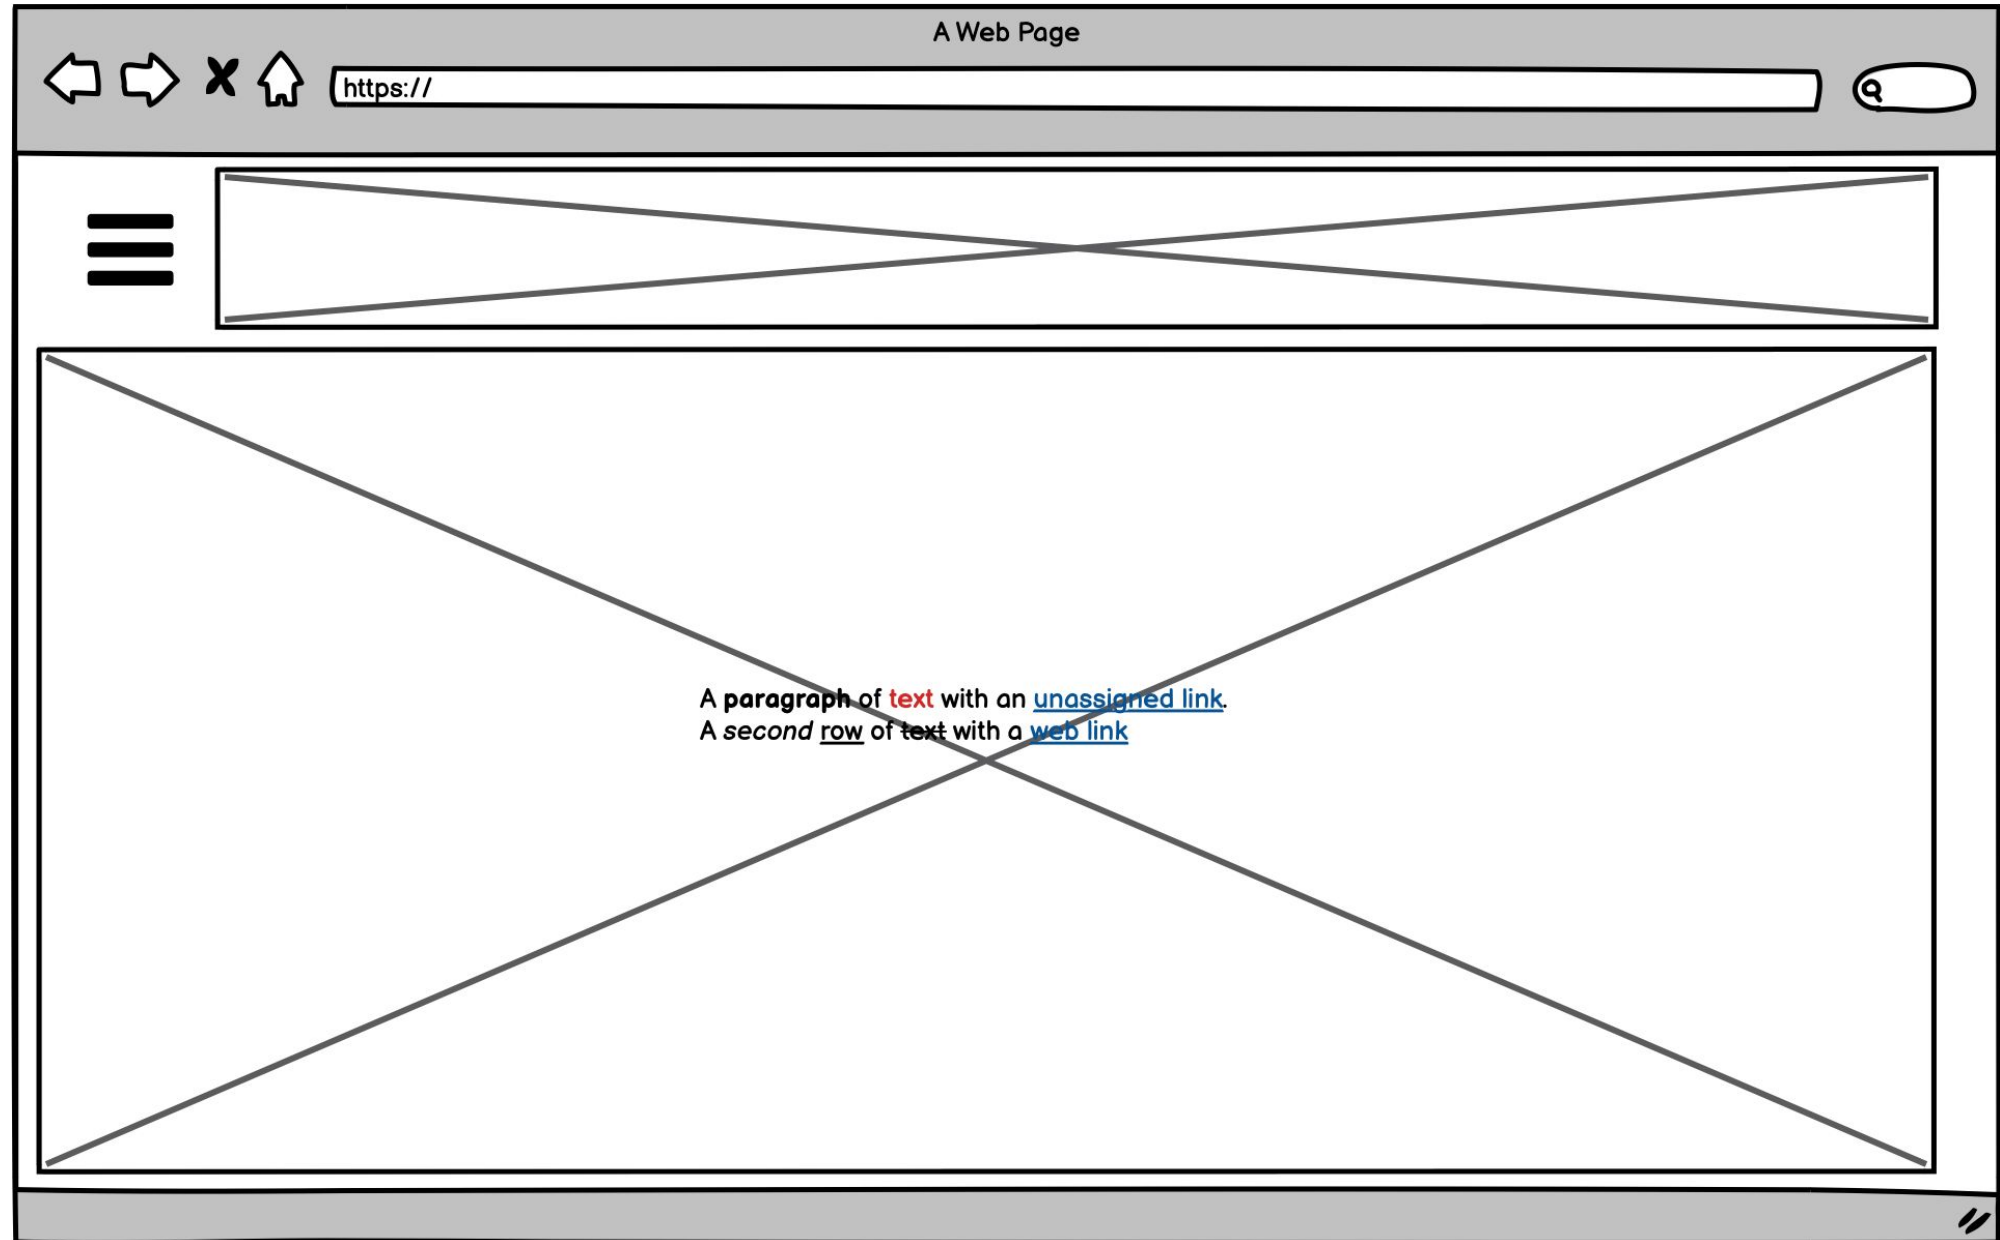 A Web Page
https://
A paragraph of text with an unassigned link.
A second row of text with a web link